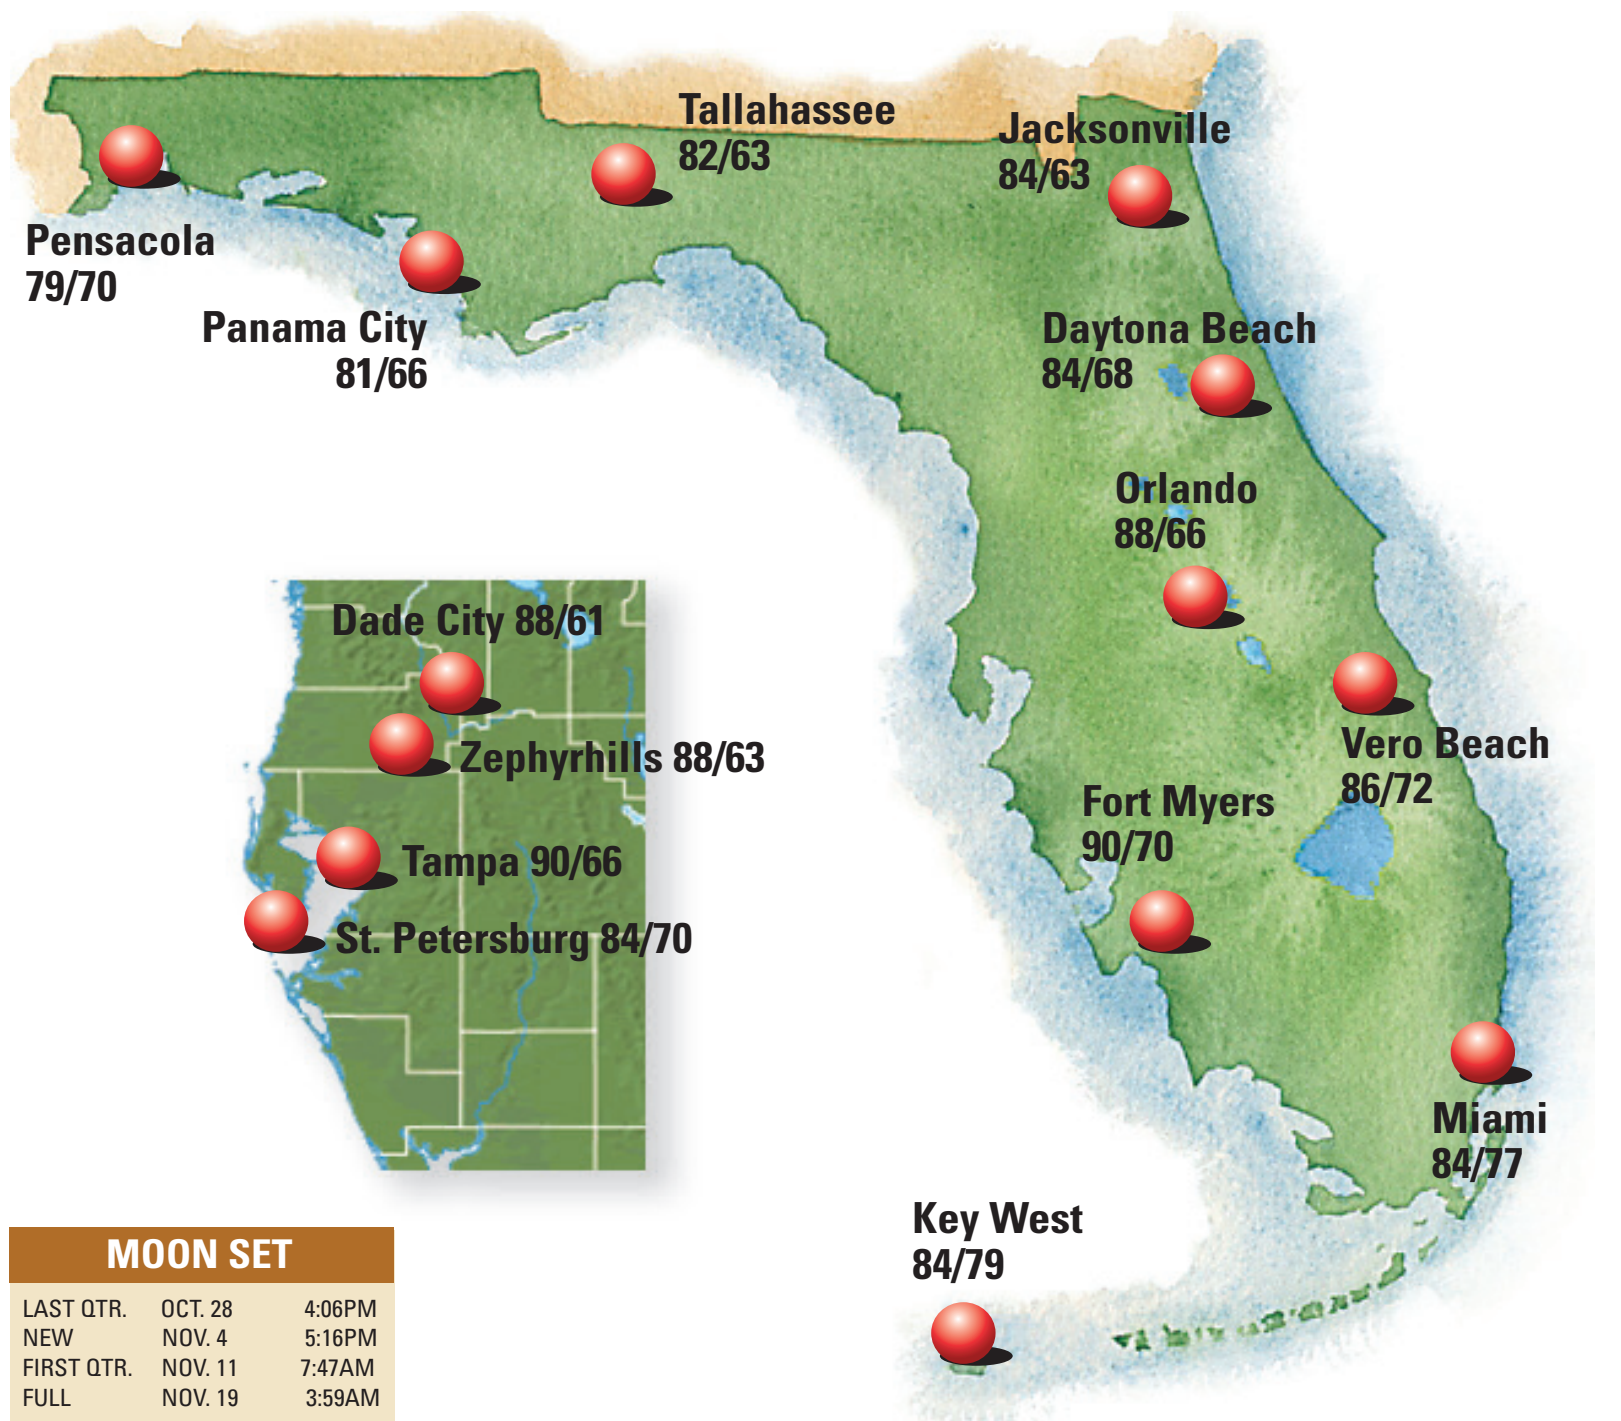 Tallahassee
82/63
Jacksonville
84/63
Pensacola
79/70
Panama City
81/66
Daytona Beach
84/68
Orlando
88/66
Dade City 88/61
Zephyrhills 88/63
Tampa 90/66
St. Petersburg 84/70
Vero Beach
86/72
Fort Myers
90/70
Miami
84/77
Key West
84/79
MOON SET
LAST QTR. OCT. 28 4:06PM
NEW NOV. 4 5:16PM
FIRST QTR. NOV. 11 7:47AM
FULL NOV. 19 3:59AM